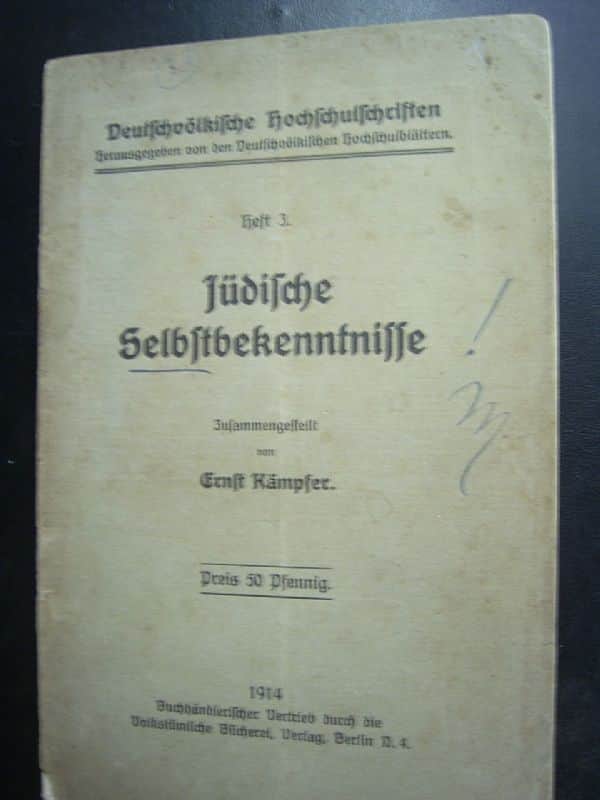 Deutschvölkische Hochschulschriften
Herausgegeben von den Deutschvölkischen Hochschulblättern.
Heft 3.
Jüdische
Selbstbekenntnisse
!
Zusammengestellt
von
Ernst Kämpfer.
Preis 50 Pfennig.
1914
Buchhändlerischer Vertrieb durch die
Volkstümliche Bücherei, Verlag, Berlin N. 4.